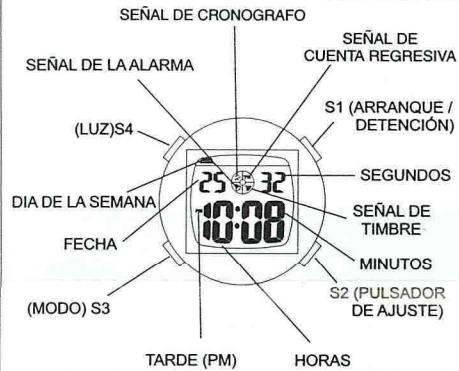 SEÑAL DE CRONOGRAFO
SEÑAL DE
CUENTA REGRESIVA
SEÑAL DE LA ALARMA
S1 (ARRANQUE /
DETENCIÓN)
(LUZ)S4
25 32
SEGUNDOS
DIA DE LA SEMANA
SEÑAL DE
TIMBRE
PM 10:08
FECHA
MINUTOS
(MODO) S3
S2 (PULSADOR
DE AJUSTE)
TARDE (PM)
HORAS